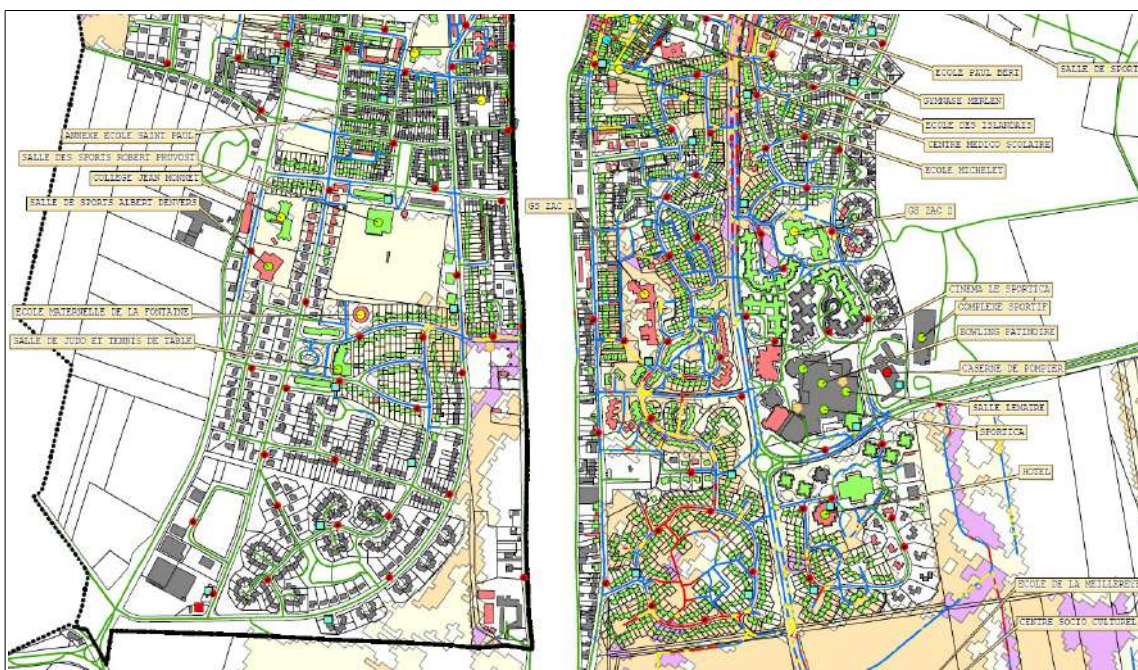 ANNEXE ECOLE SAINT PAUL
SALLE DES SPORTS ROBERT PRUVOST
COLLEGE JEAN MONNET
SALLE DE SPORTS ALBERT DENVERS
ECOLE MATERNELLE DE LA FONTAINE
SALLE DE JUDO ET TENNIS DE TABLE
ECOLE PAUL BERT
SALLE DE SPORT
GYMNASE MERLEN
ECOLE DES ISLANDAIS
CENTRE MEDICO SCOLAIRE
ECOLE MICHELET
GS ZAC 1
GS ZAC 2
CINEMA LE SPORTICA
COMPLEXE SPORTIF
BOWLING PATINOIRE
CASERNE DE POMPIER
SALLE LEMATRE
SPORTICA
HOTEL
ECOLE DE LA MEILLEREE
CENTRE SOCIO CULTUREL